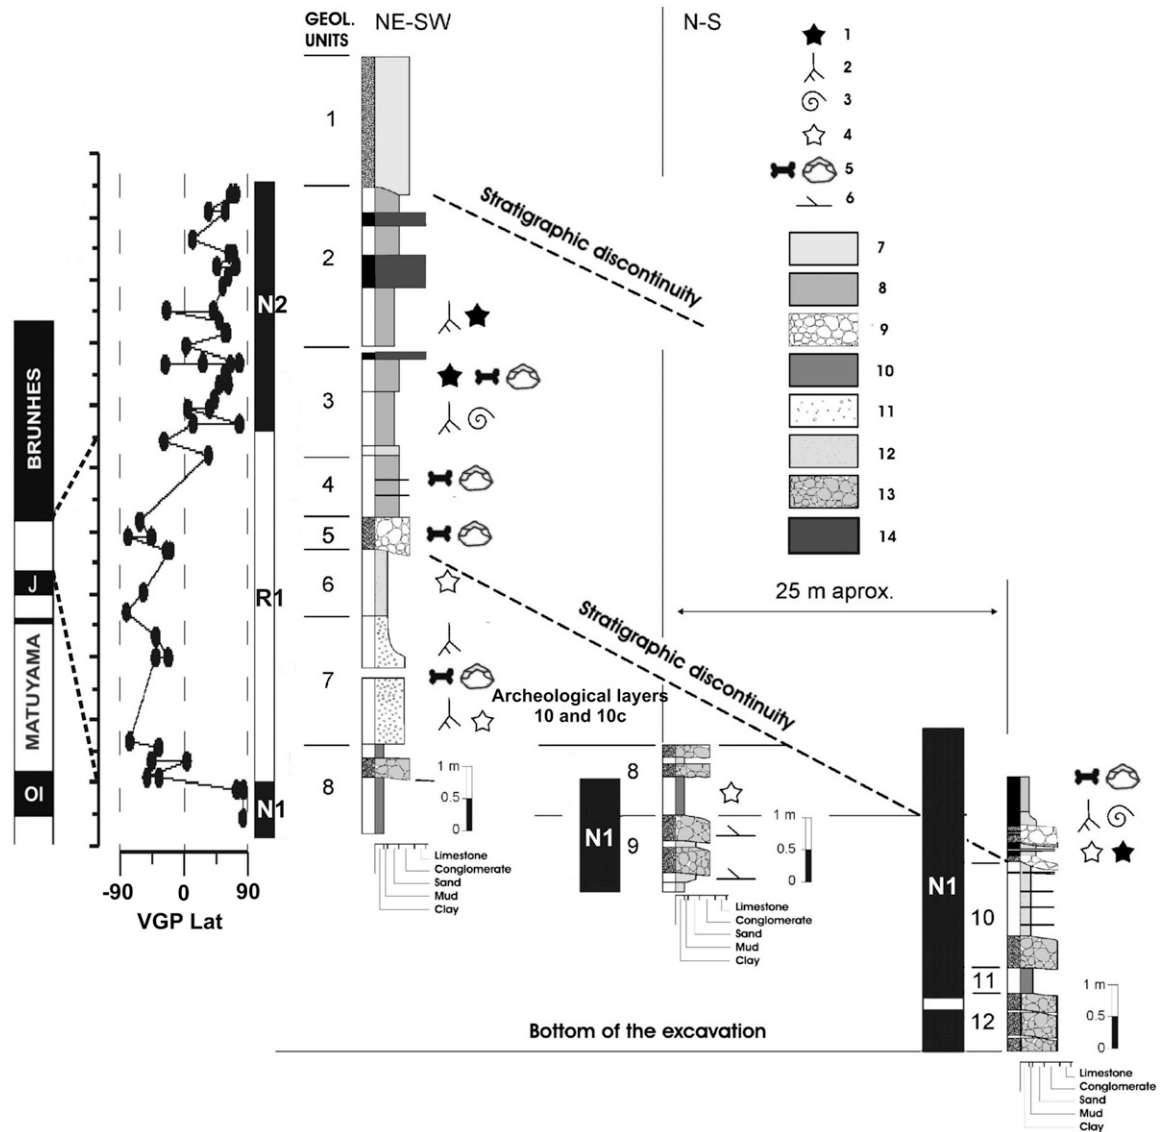 GEOL.
UNITS
NE-SW
N-S
1
2
3
4
5
6
7
8
9
10
11
12
13
14
1
2
3
4
5
6
7
8
Stratigraphic discontinuity
Stratigraphic discontinuity
25 m aprox.
BRUNHES
J
MATUYAMA
OI
N2
R1
N1
-90 0 90
VGP Lat
Archeological layers
10 and 10c
1 m
0.5
0
Limestone
Conglomerate
Sand
Mud
Clay
8
9
N1
1 m
0.5
0
Limestone
Conglomerate
Sand
Mud
Clay
N1
10
11
12
1 m
0.5
0
Limestone
Conglomerate
Sand
Mud
Clay
Bottom of the excavation